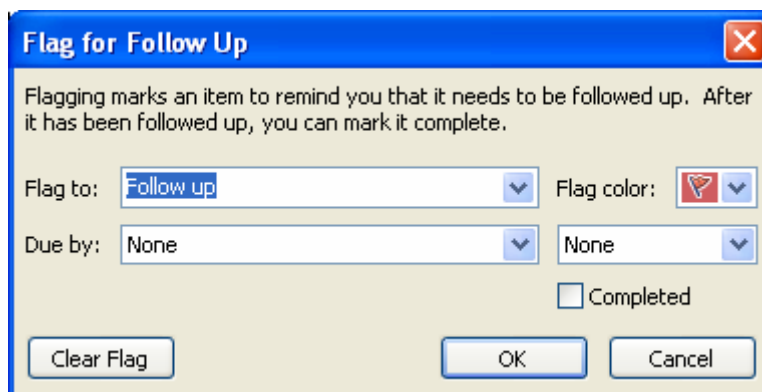 Flag for Follow Up
Flagging marks an item to remind you that it needs to be followed up. After
it has been followed up, you can mark it complete.
Flag to: Follow up Flag color:
Due by: None None
Completed
Clear Flag OK Cancel